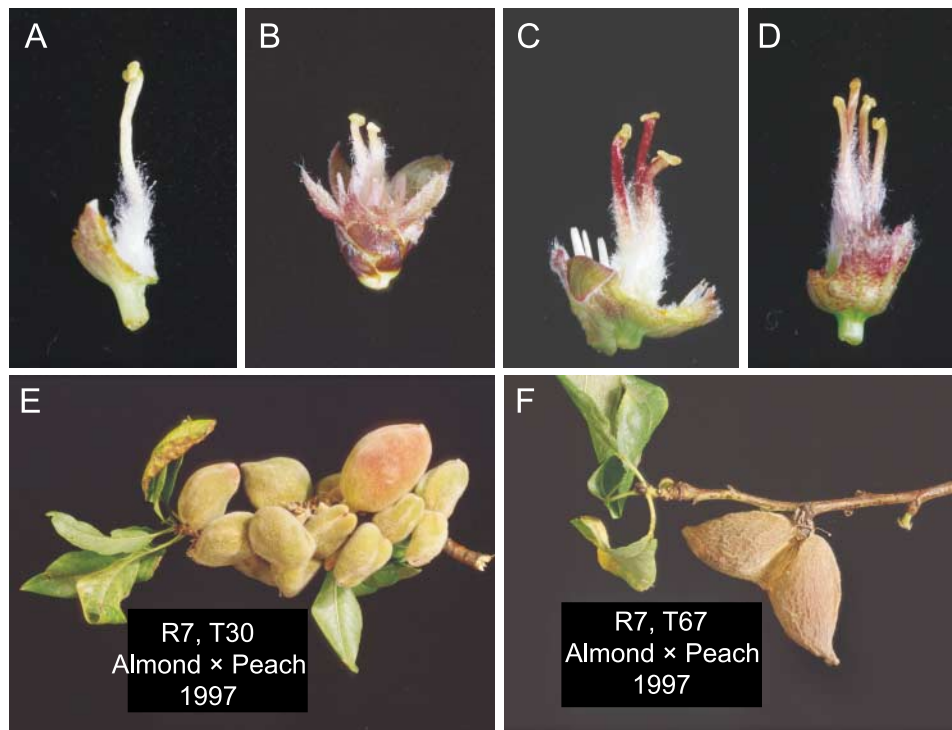 A
B
C
D
E
F
R7, T30
Almond × Peach
1997
R7, T67
Almond × Peach
1997